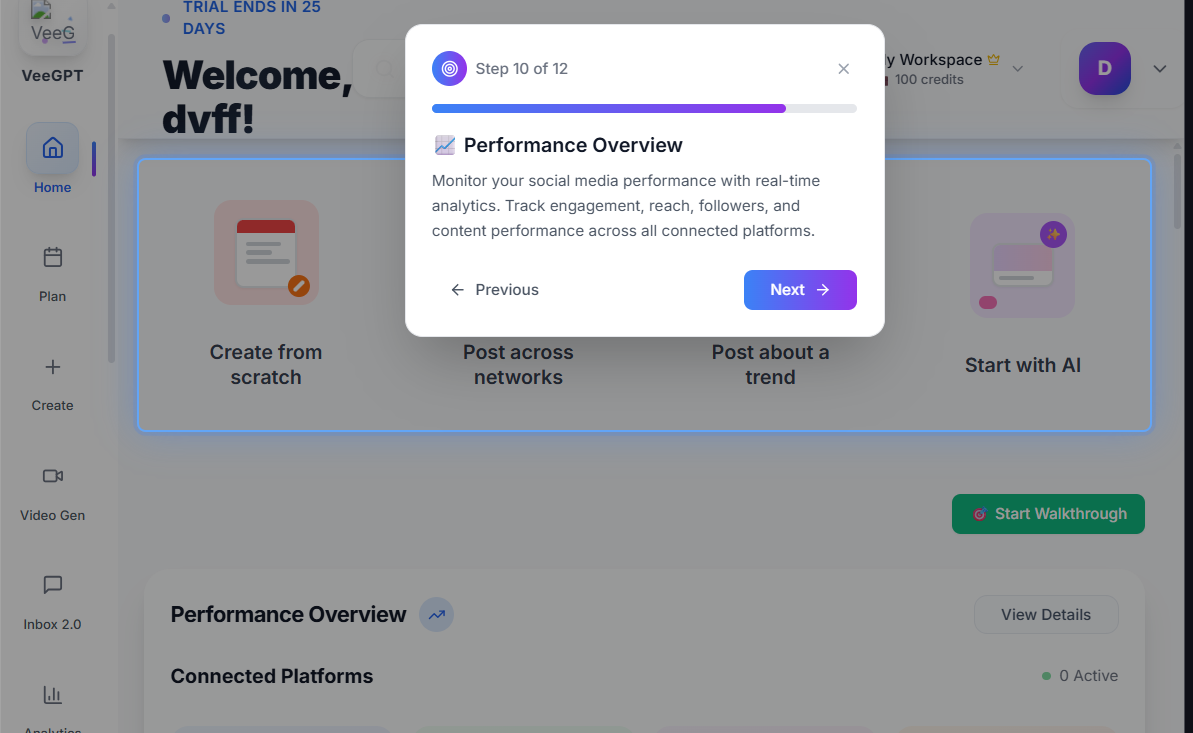 VeeG
VeeGPT
Home
Plan
Create
Video Gen
Inbox 2.0
Analytics
TRIAL ENDS IN 25
DAYS
Welcome,
dvff!
y Workspace
100 credits
D
Step 10 of 12
Performance Overview
Monitor your social media performance with real-time
analytics. Track engagement, reach, followers, and
content performance across all connected platforms.
Previous
Next
Create from
scratch
Post across
networks
Post about a
trend
Start with AI
Start Walkthrough
Performance Overview
View Details
Connected Platforms
0 Active